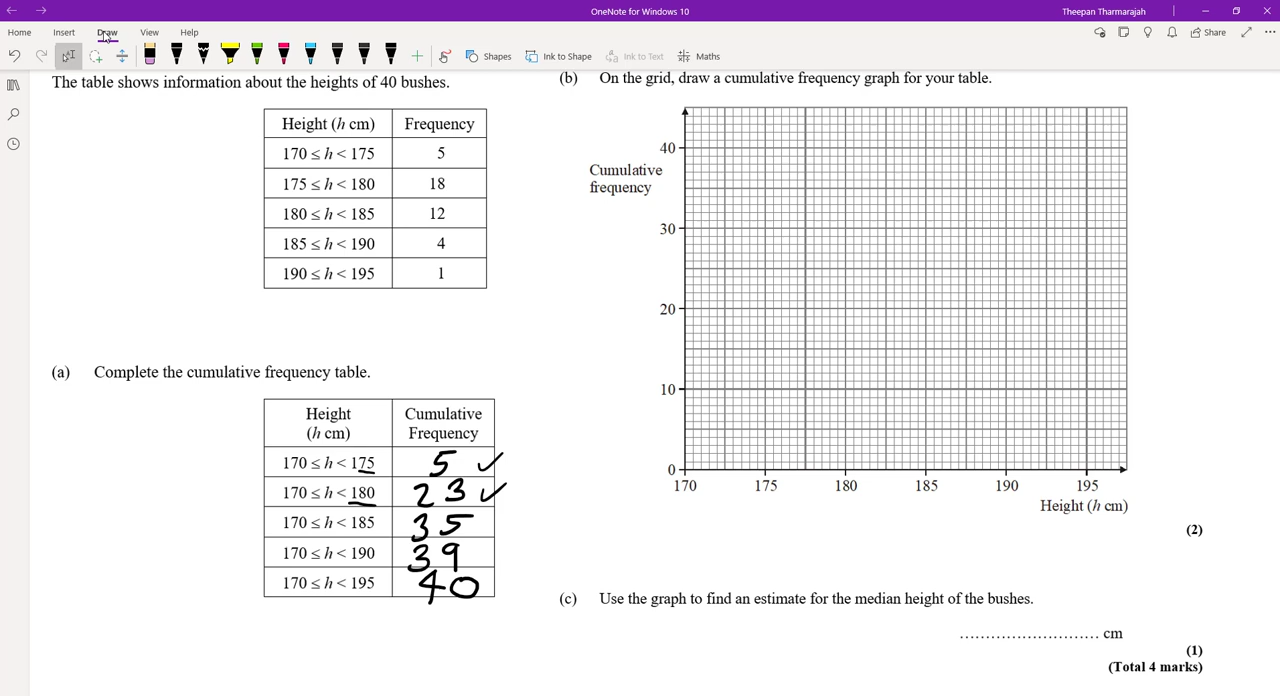 OneNote for Windows 10
Theepan Tharmarajah
Home Insert Draw View Help
Share
Shapes Ink to Shape Ink to Text Maths
The table shows information about the heights of 40 bushes.
Height (h cm) Frequency
170 ≤ h < 175 5
175 ≤ h < 180 18
180 ≤ h < 185 12
185 ≤ h < 190 4
190 ≤ h < 195 1
(a) Complete the cumulative frequency table.
Height
(h cm)
Cumulative
Frequency
170 ≤ h < 175 5 ✓
170 ≤ h < 180 23 ✓
170 ≤ h < 185 35
170 ≤ h < 190 39
170 ≤ h < 195 40
(b) On the grid, draw a cumulative frequency graph for your table.
Cumulative
frequency
40
30
20
10
0
170 175 180 185 190 195
Height (h cm)
(2)
(c) Use the graph to find an estimate for the median height of the bushes.
........................... cm
(1)
(Total 4 marks)